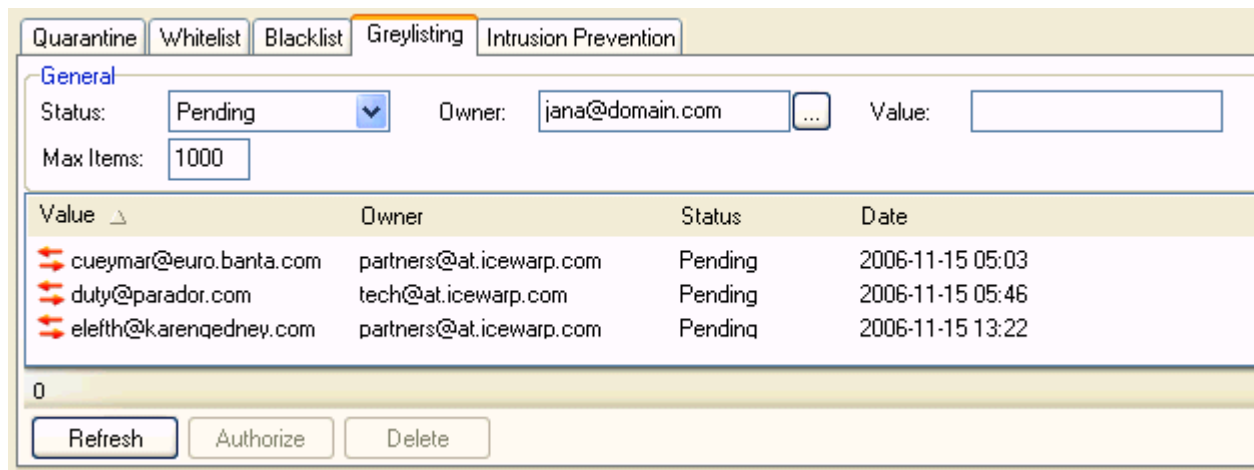 Quarantine Whitelist Blacklist Greylisting Intrusion Prevention
General
Status: Pending Owner: jana@domain.com ... Value:
Max Items: 1000
Value Owner Status Date
cueymar@euro.banta.com partners@at.icewarp.com Pending 2006-11-15 05:03
duty@parador.com tech@at.icewarp.com Pending 2006-11-15 05:46
elefth@karengedney.com partners@at.icewarp.com Pending 2006-11-15 13:22
0
Refresh Authorize Delete